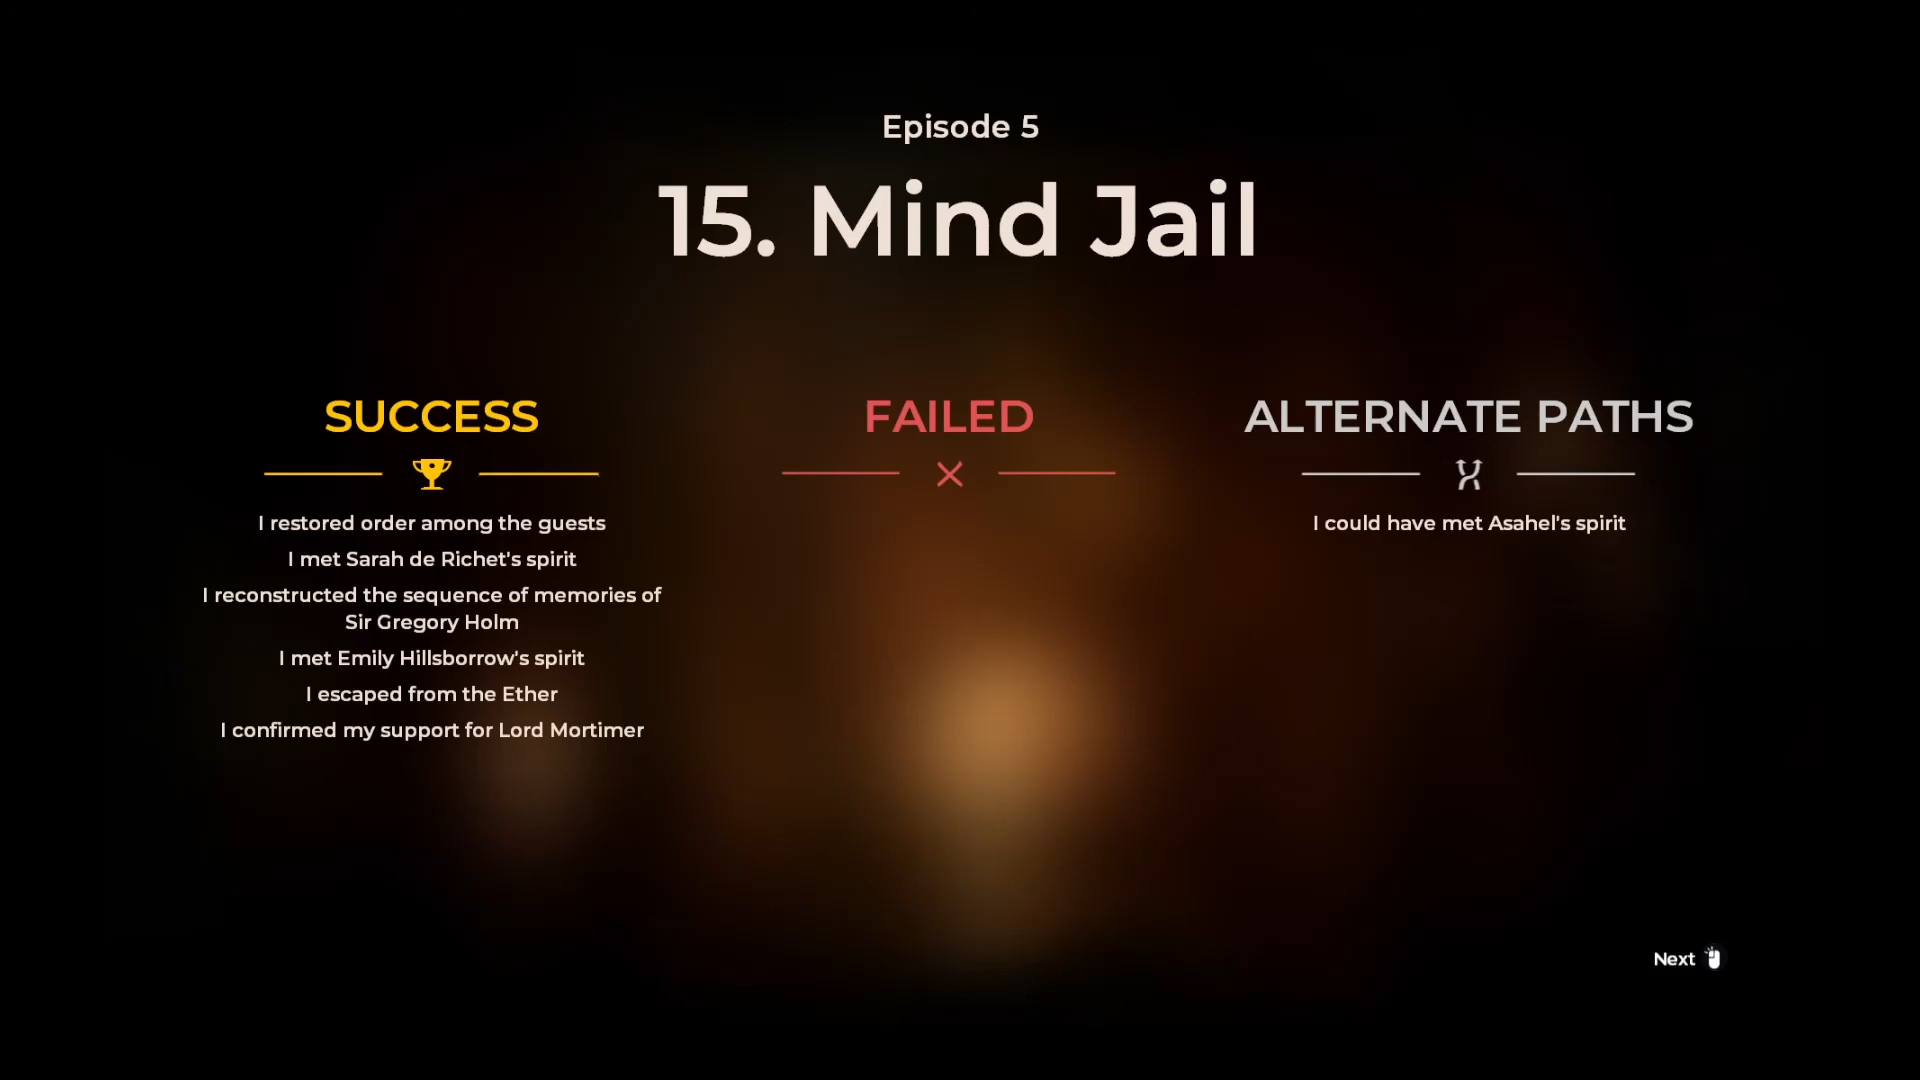 Episode 5
15. Mind Jail
SUCCESS
I restored order among the guests
I met Sarah de Richet's spirit
I reconstructed the sequence of memories of
Sir Gregory Holm
I met Emily Hillsborrow's spirit
I escaped from the Ether
I confirmed my support for Lord Mortimer
FAILED
ALTERNATE PATHS
I could have met Asahel's spirit
Next